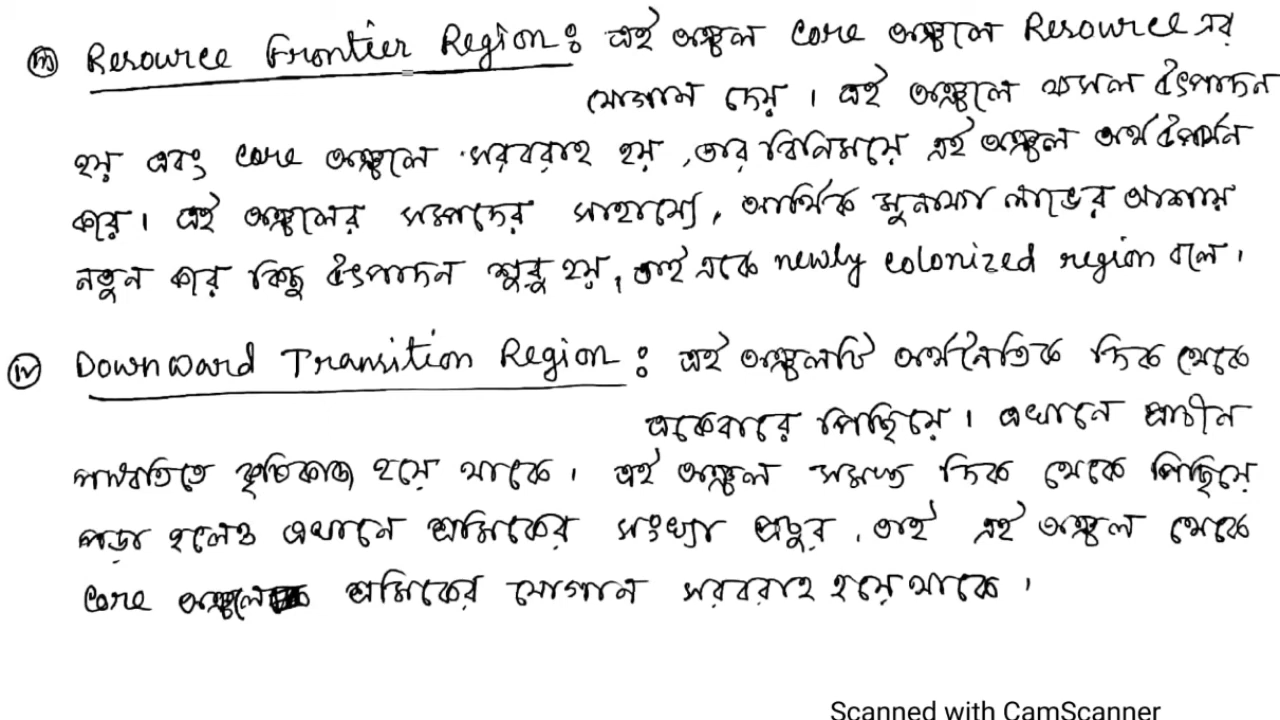 (iii) Resource Frontier Region : এই অঞ্চল core অঞ্চলে Resource এর
যোগান দেয়। এই অঞ্চলে ফসল উৎপাদন
হয় এবং core অঞ্চলে সরবরাহ হয়, তার বিনিময়ে এই অঞ্চল অর্থ উপার্জন
করে। এই অঞ্চলের সম্পদের সাহায্যে, আর্থিক মুনাফা লাভের আশায়
নতুন কার কিছু উৎপাদন শুরু হয়, তাই একে newly colonized region বলে।
(iv) Downward Transition Region : এই অঞ্চলটি অর্থনৈতিক দিক থেকে
একেবারে পিছিয়ে। এখানে প্রাচীন
পদ্ধতিতে কৃষিকাজ হয়ে থাকে। এই অঞ্চল সমস্ত দিক থেকে পিছিয়ে
পড়া হলেও এখানে শ্রমিকের সংখ্যা প্রচুর, তাই এই অঞ্চল থেকে
core অঞ্চলে শ্রমিকের যোগান সরবরাহ হয়ে থাকে।
Scanned with CamScanner